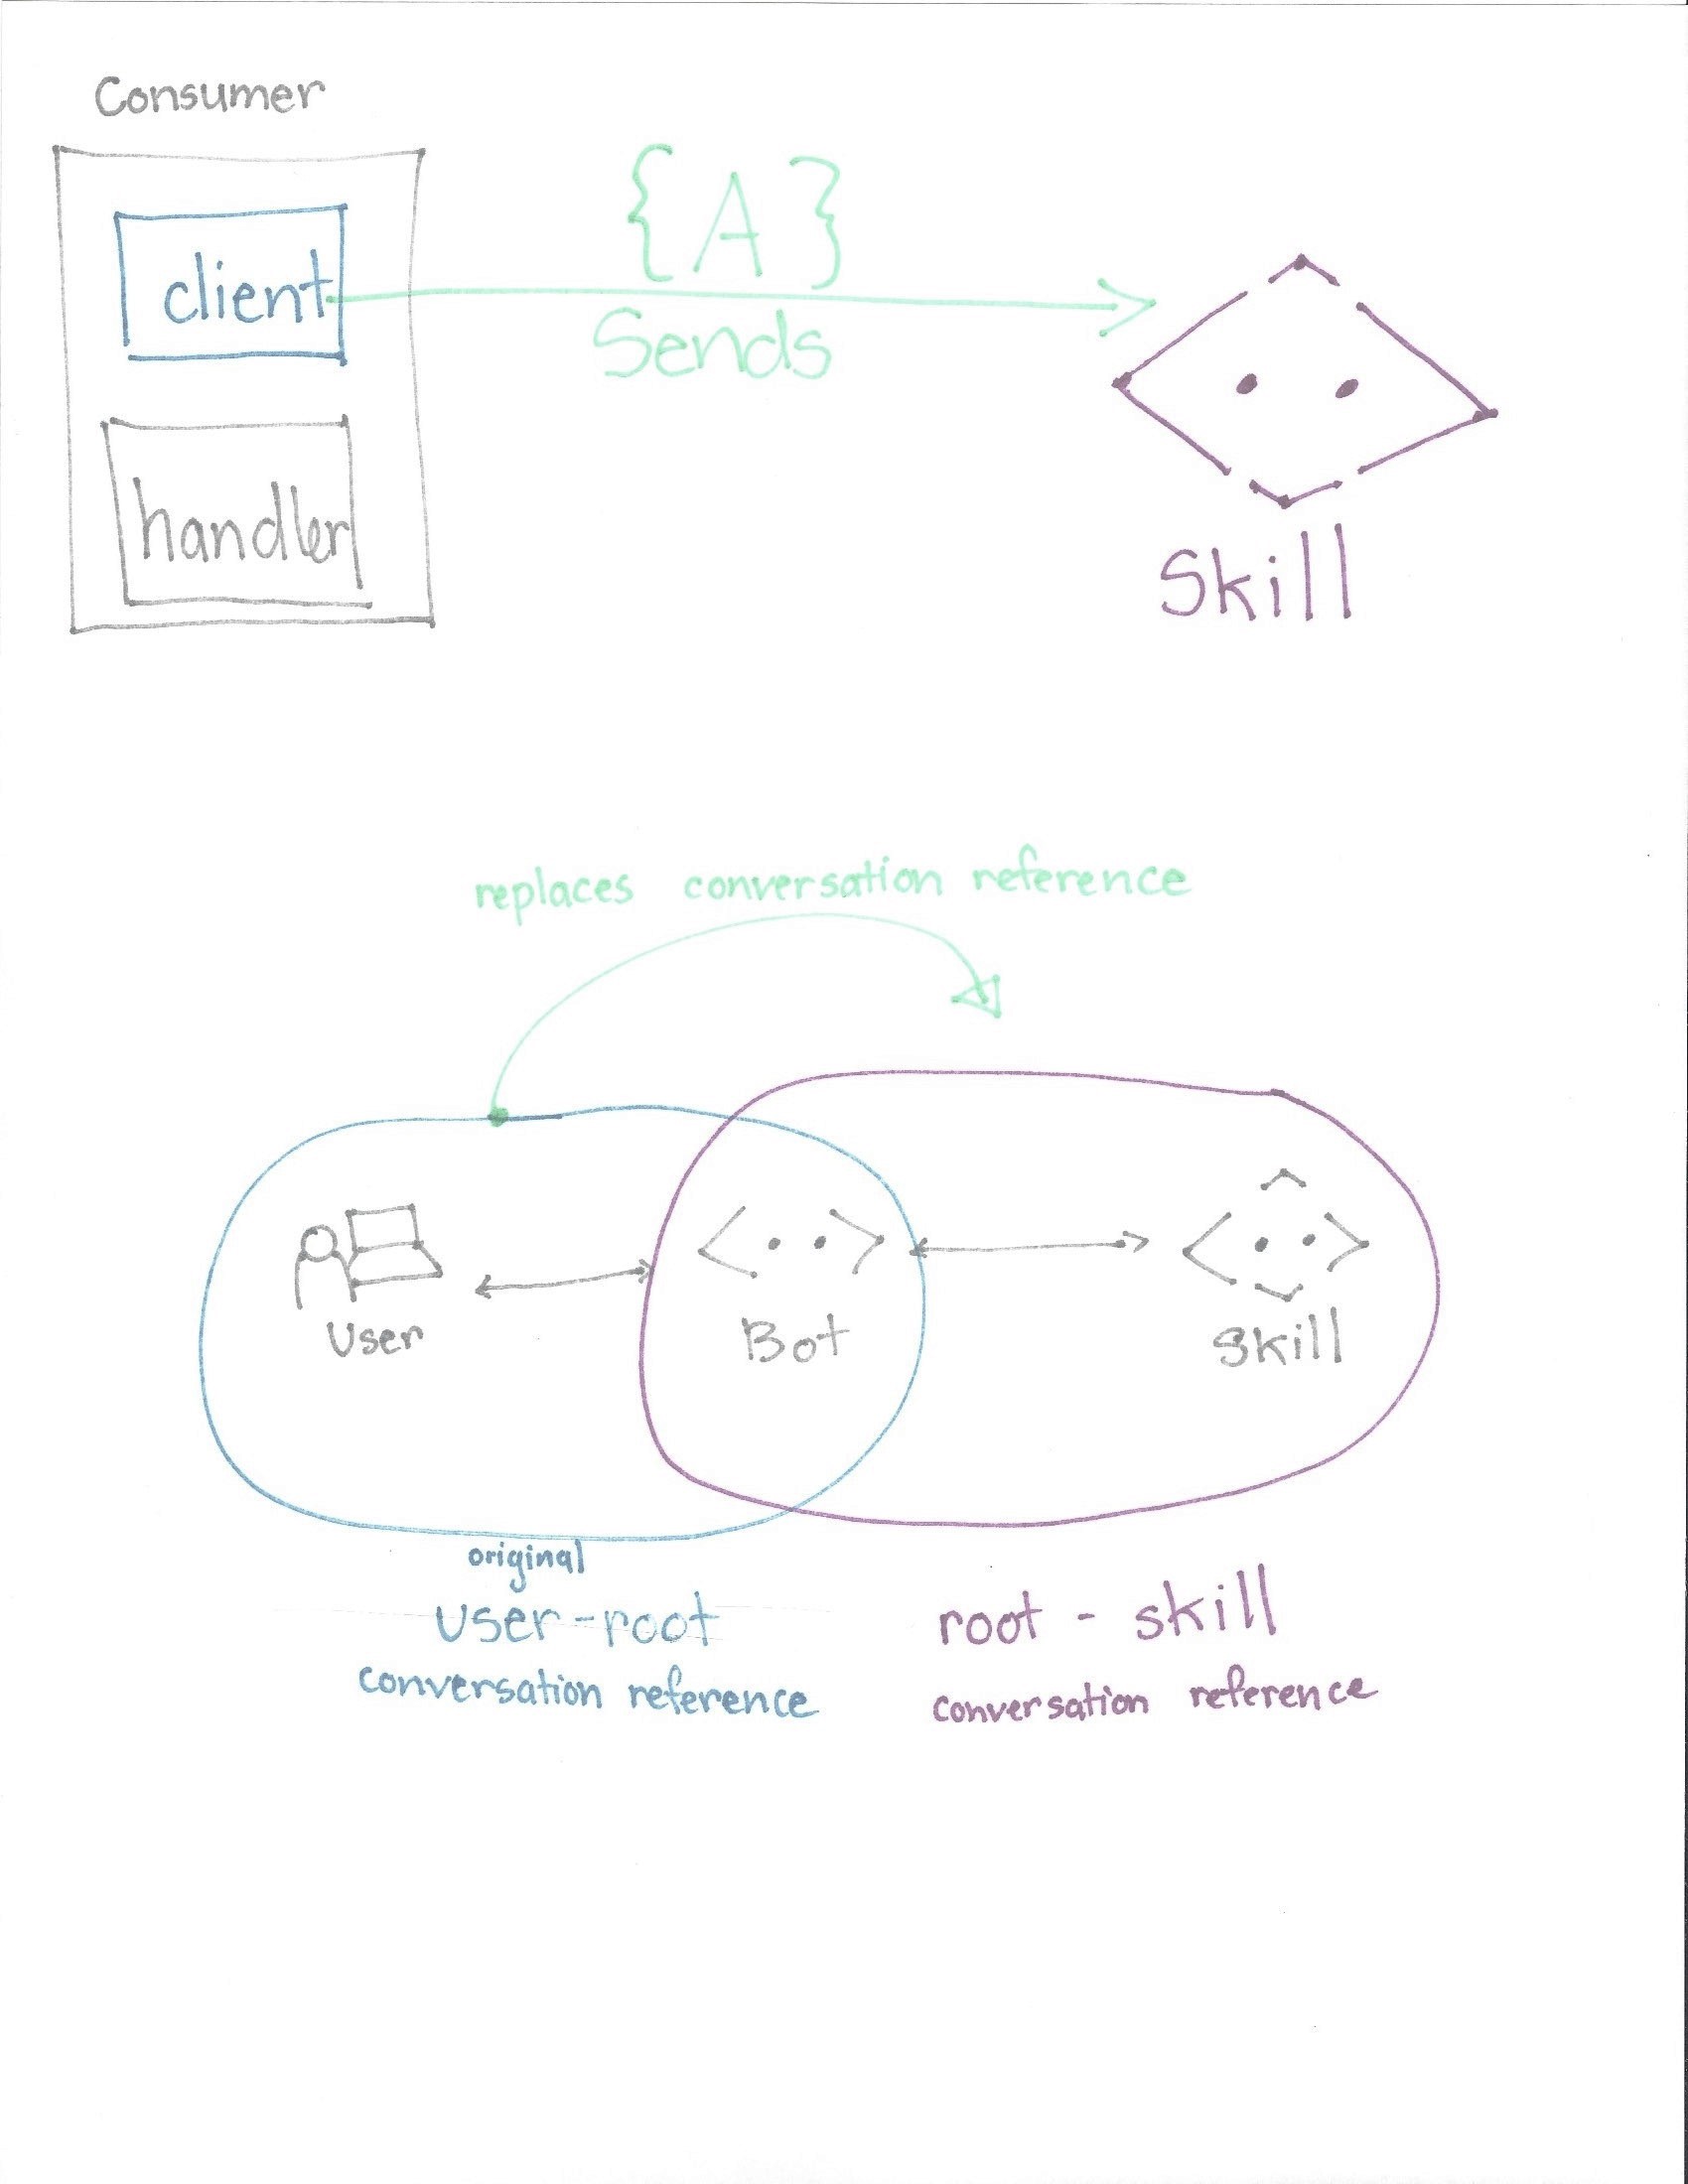 Consumer
{A}
client
Sends
handler
Skill
replaces conversation reference
User
Bot
Skill
original
user-root
conversation reference
root - skill
conversation reference